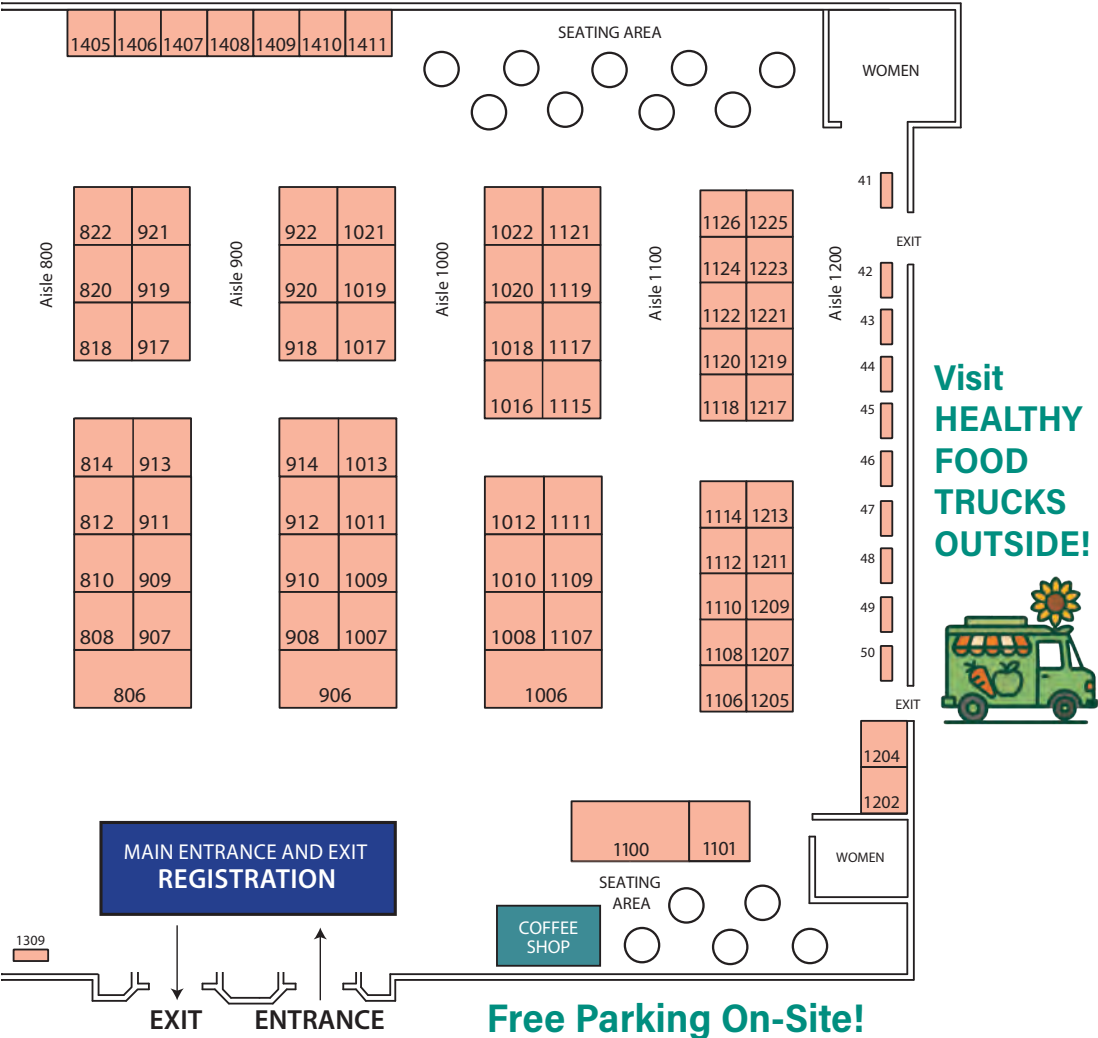 SEATING AREA
1405 1406 1407 1408 1409 1410 1411
WOMEN
41
822 921
922 1021
1022 1121
1126 1225
EXIT
Aisle 800
Aisle 900
Aisle 1000
Aisle 1100
Aisle 1200
820 919
920 1019
1020 1119
1124 1223
42
818 917
918 1017
1018 1117
1122 1221
43
1120 1219
44
1016 1115
1118 1217
45
Visit
HEALTHY
FOOD
TRUCKS
OUTSIDE!
814 913
914 1013
46
812 911
912 1011
1012 1111
1114 1213
47
810 909
910 1009
1010 1109
1112 1211
48
808 907
908 1007
1008 1107
1110 1209
49
1108 1207
50
806
906
1006
1106 1205
EXIT
1204
1202
MAIN ENTRANCE AND EXIT
REGISTRATION
1100 1101
WOMEN
SEATING
AREA
COFFEE
SHOP
1309
EXIT
ENTRANCE
Free Parking On-Site!